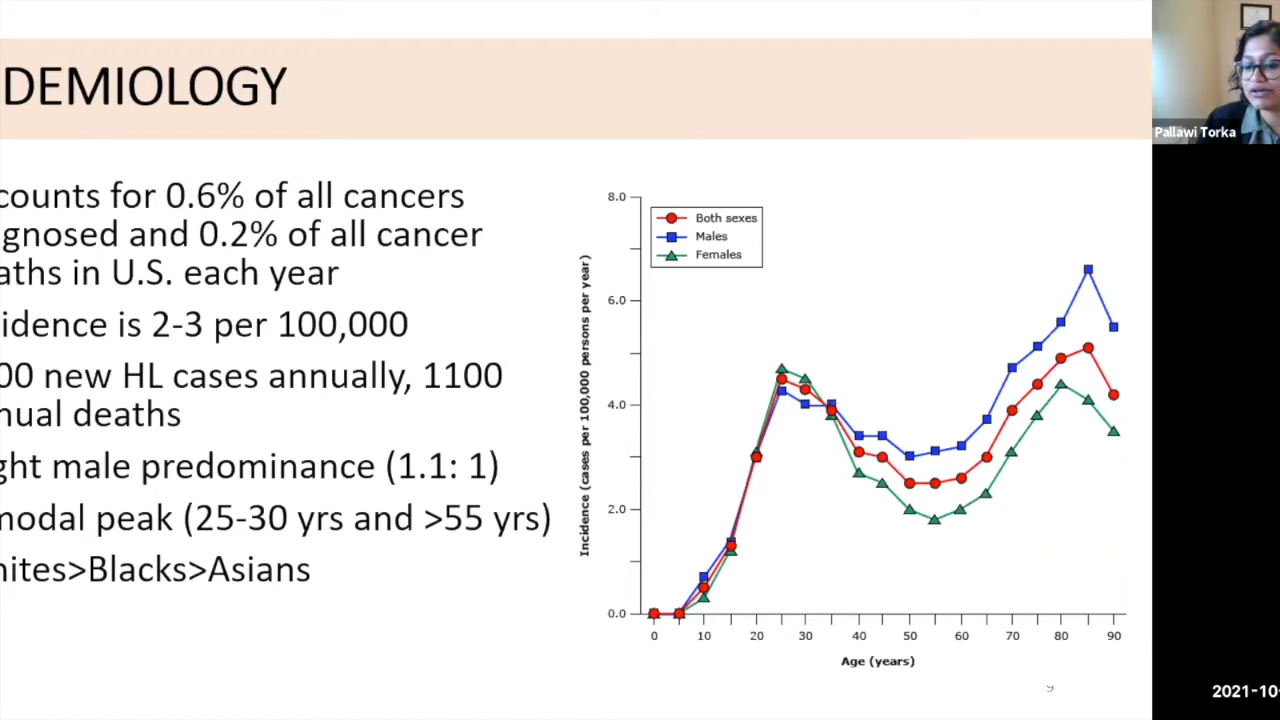 DEMIOLOGY
counts for 0.6% of all cancers
gnosed and 0.2% of all cancer
aths in U.S. each year
idence is 2-3 per 100,000
00 new HL cases annually, 1100
nual deaths
ght male predominance (1.1: 1)
modal peak (25-30 yrs and >55 yrs)
ites>Blacks>Asians
8.0
6.0
4.0
2.0
0.0
Incidence (cases per 100,000 persons per year)
Both sexes
Males
Females
0 10 20 30 40 50 60 70 80 90
Age (years)
9
Pallawi Torka
2021-10